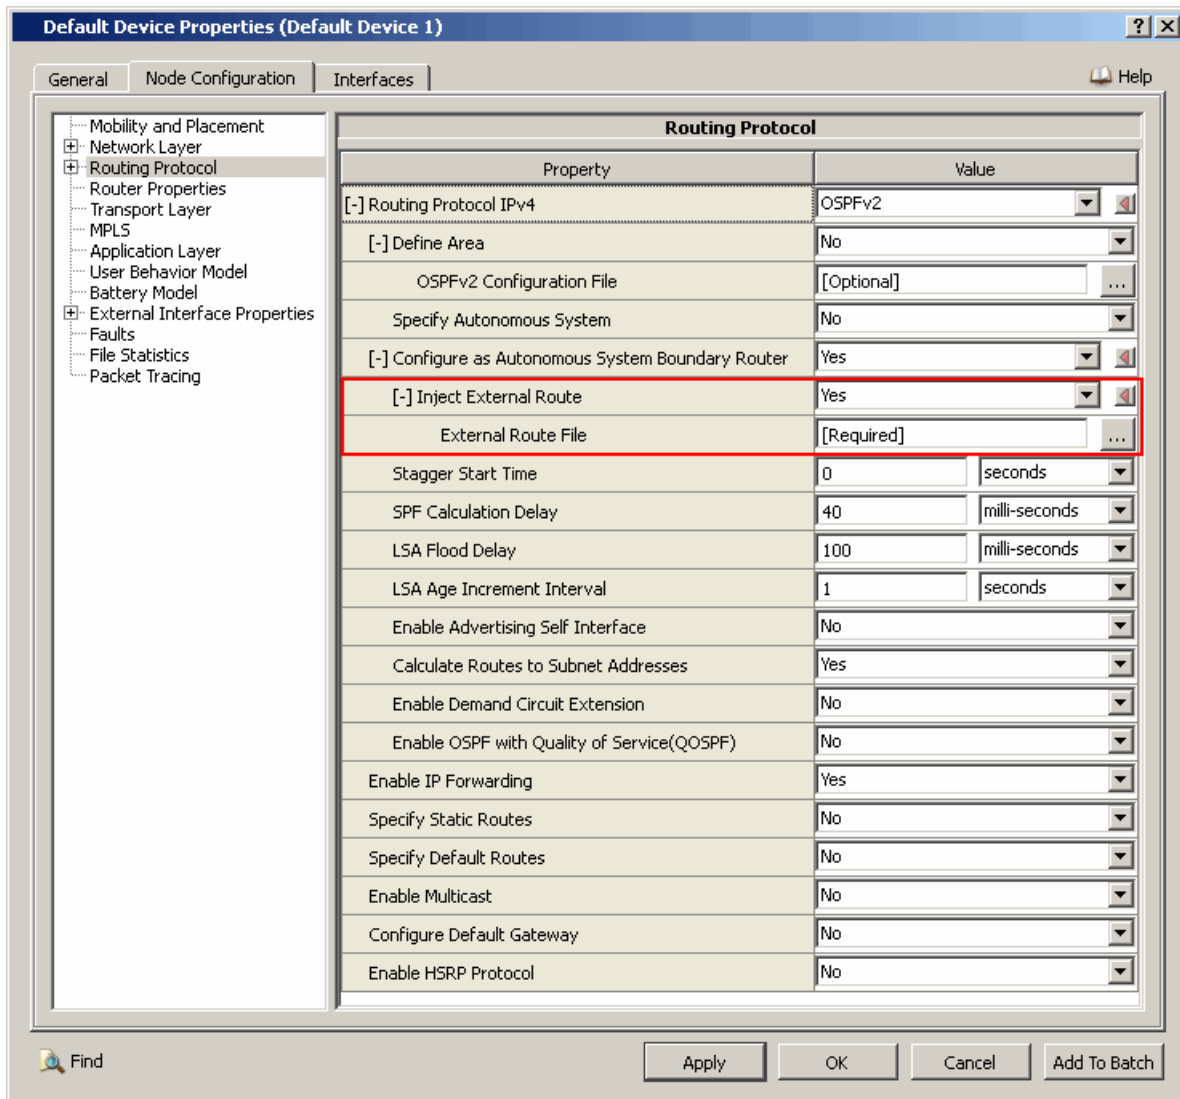 Default Device Properties (Default Device 1)
General
Node Configuration
Interfaces
Help
Mobility and Placement
Network Layer
Routing Protocol
Router Properties
Transport Layer
MPLS
Application Layer
User Behavior Model
Battery Model
External Interface Properties
Faults
File Statistics
Packet Tracing
Routing Protocol
Property Value
[-] Routing Protocol IPv4 OSPFv2
[-] Define Area No
OSPFv2 Configuration File [Optional] ...
Specify Autonomous System No
[-] Configure as Autonomous System Boundary Router Yes
[-] Inject External Route Yes
External Route File [Required] ...
Stagger Start Time 0 seconds
SPF Calculation Delay 40 milli-seconds
LSA Flood Delay 100 milli-seconds
LSA Age Increment Interval 1 seconds
Enable Advertising Self Interface No
Calculate Routes to Subnet Addresses Yes
Enable Demand Circuit Extension No
Enable OSPF with Quality of Service(QOSPF) No
Enable IP Forwarding Yes
Specify Static Routes No
Specify Default Routes No
Enable Multicast No
Configure Default Gateway No
Enable HSRP Protocol No
Find
Apply
OK
Cancel
Add To Batch